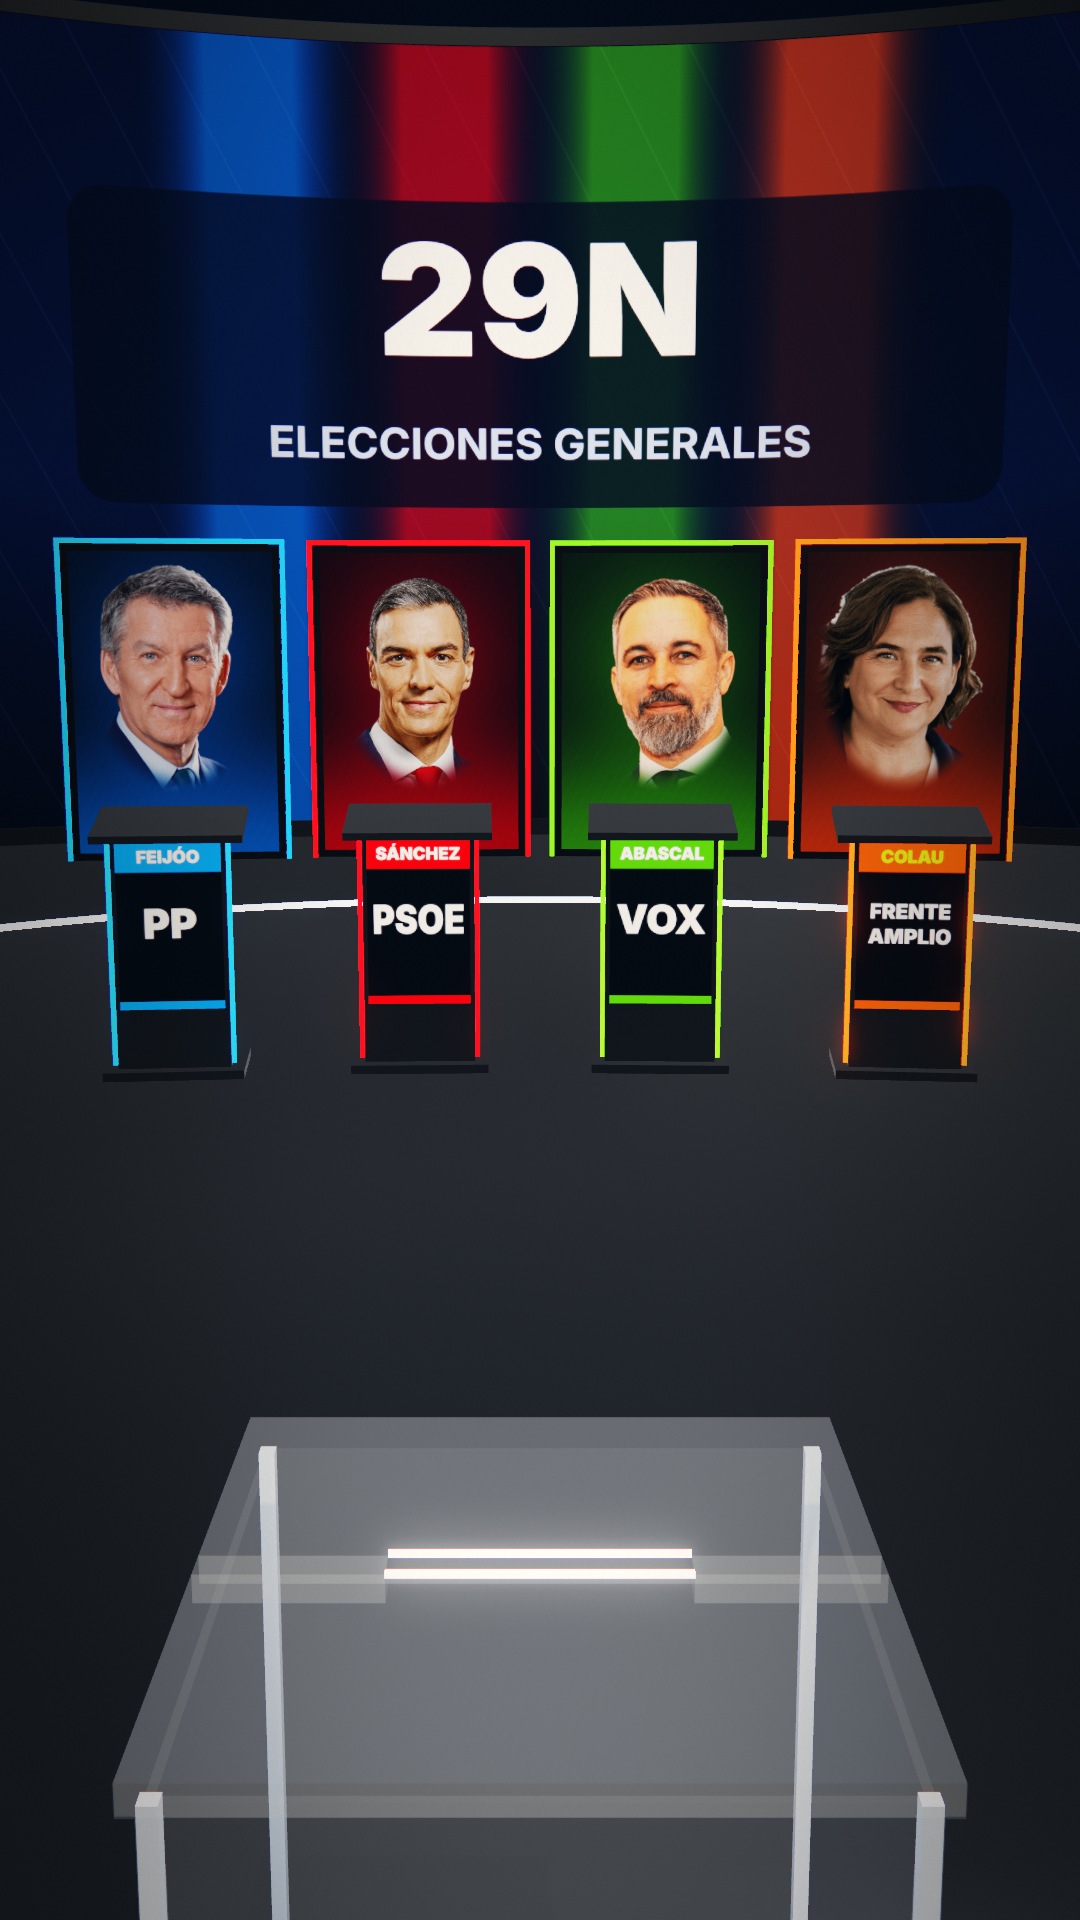 29N
ELECCIONES GENERALES
FEIJÓO
SÁNCHEZ
ABASCAL
COLAU
PP
PSOE
VOX
FRENTE
AMPLIO